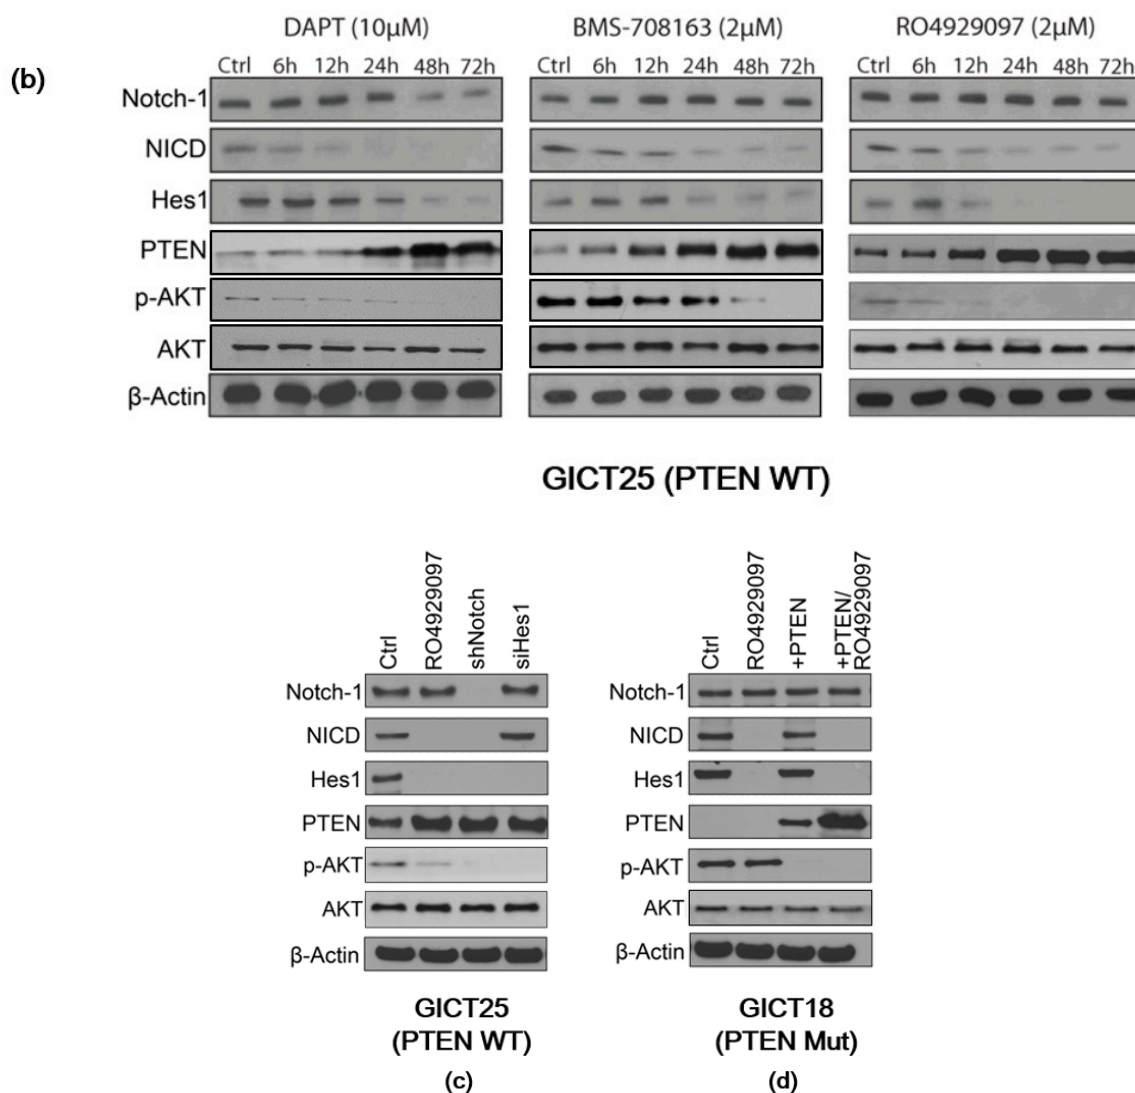 (b)
DAPT (10μM)
Ctrl 6h 12h 24h 48h 72h
BMS-708163 (2μM)
Ctrl 6h 12h 24h 48h 72h
RO4929097 (2μM)
Ctrl 6h 12h 24h 48h 72h
Notch-1
NICD
Hes1
PTEN
p-AKT
AKT
β-Actin
GICT25 (PTEN WT)
Ctrl
RO4929097
shNotch
siHes1
Notch-1
NICD
Hes1
PTEN
p-AKT
AKT
β-Actin
GICT25
(PTEN WT)
(c)
Ctrl
RO4929097
+PTEN
+PTEN/
RO4929097
Notch-1
NICD
Hes1
PTEN
p-AKT
AKT
β-Actin
GICT18
(PTEN Mut)
(d)